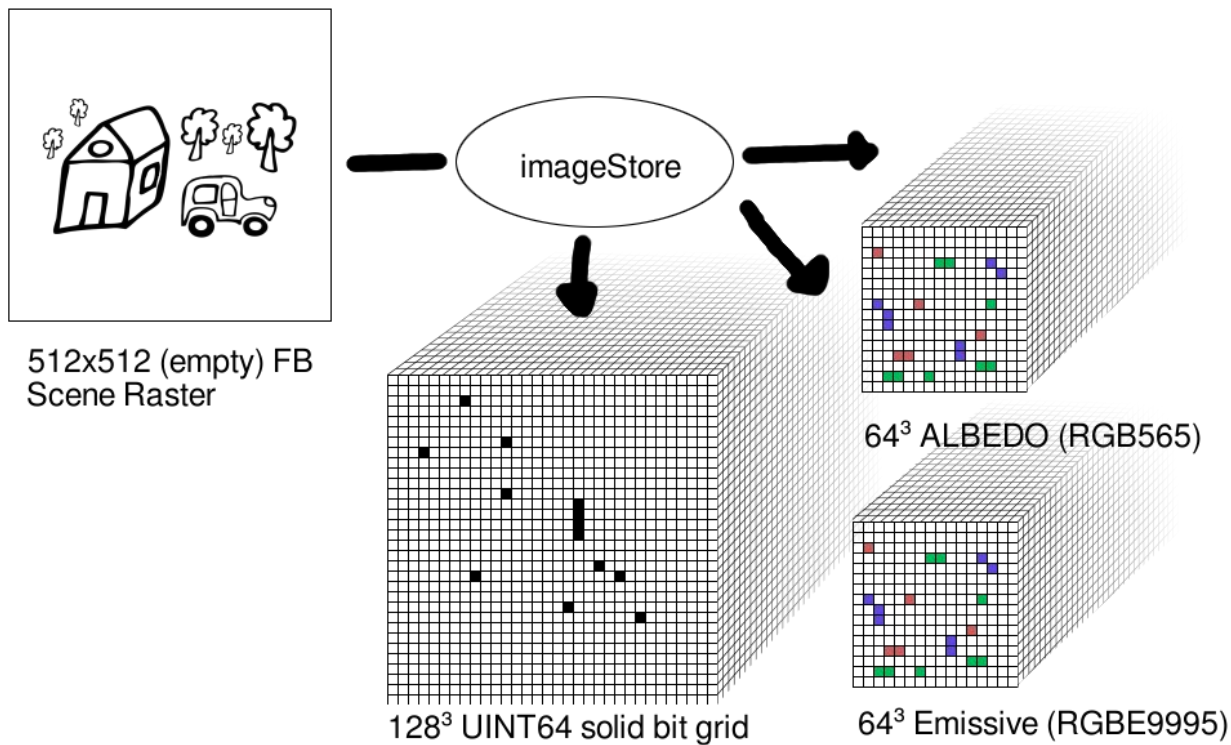 imageStore
512x512 (empty) FB
Scene Raster
64³ ALBEDO (RGB565)
128³ UINT64 solid bit grid
64³ Emissive (RGBE9995)